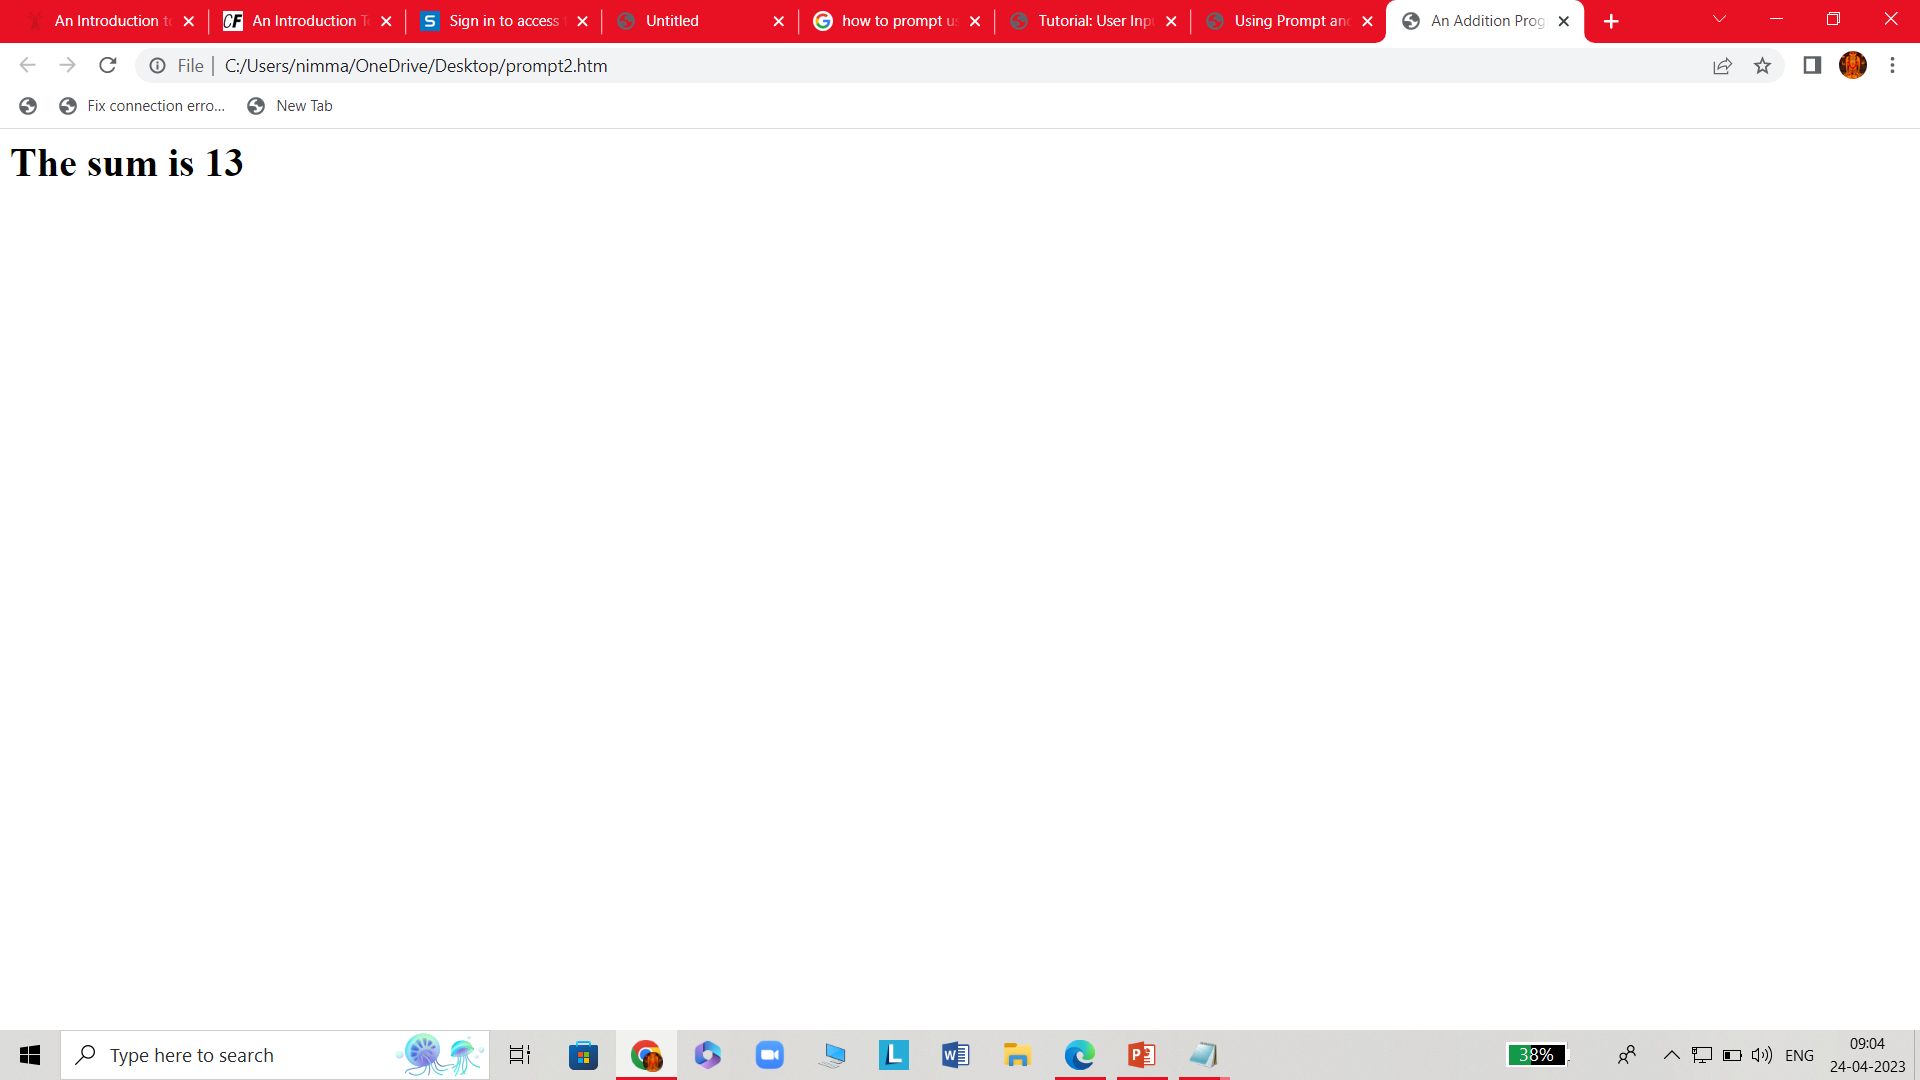 An Introduction to
CF An Introduction T
S Sign in to access
Untitled
G how to prompt u
Tutorial: User Inp
Using Prompt and
An Addition Prog
File | C:/Users/nimma/OneDrive/Desktop/prompt2.htm
Fix connection erro...
New Tab
The sum is 13
Type here to search
L
W
P
38%
ENG
09:04
24-04-2023